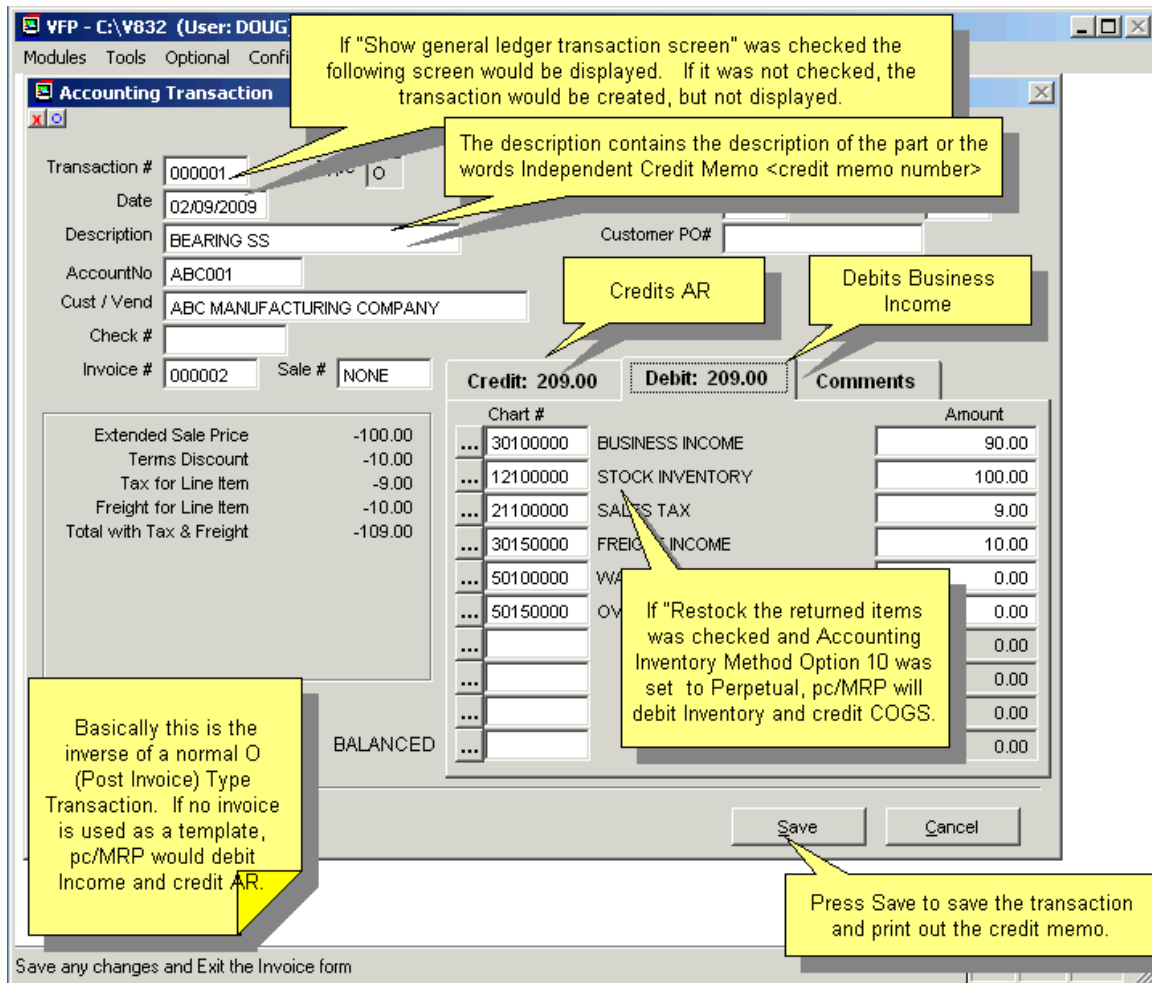 VFP - C:\V832 (User: DOUG)
Modules Tools Optional
If "Show general ledger transaction screen" was checked the
following screen would be displayed. If it was not checked, the
transaction would be created, but not displayed.
Accounting Transaction
The description contains the description of the part or the
words Independent Credit Memo <credit memo number>
Transaction # 000001 O
Date 02/09/2009
Description BEARING SS
Customer PO#
AccountNo ABC001
Cust / Vend ABC MANUFACTURING COMPANY
Check #
Invoice # 000002 Sale # NONE
Credits AR
Debits Business
Income
Credit: 209.00 Debit: 209.00 Comments
Chart # Amount
... 30100000 BUSINESS INCOME 90.00
... 12100000 STOCK INVENTORY 100.00
... 21100000 SALES TAX 9.00
... 30150000 FREIGHT INCOME 10.00
... 50100000 0.00
... 50150000 0.00
... 0.00
... 0.00
... 0.00
... 0.00
Extended Sale Price -100.00
Terms Discount -10.00
Tax for Line Item -9.00
Freight for Line Item -10.00
Total with Tax & Freight -109.00
If "Restock the returned items
was checked and Accounting
Inventory Method Option 10 was
set to Perpetual, pc/MRP will
debit Inventory and credit COGS.
Basically this is the
inverse of a normal O
(Post Invoice) Type
Transaction. If no invoice
is used as a template,
pc/MRP would debit
Income and credit AR.
BALANCED
Save Cancel
Press Save to save the transaction
and print out the credit memo.
Save any changes and Exit the Invoice form